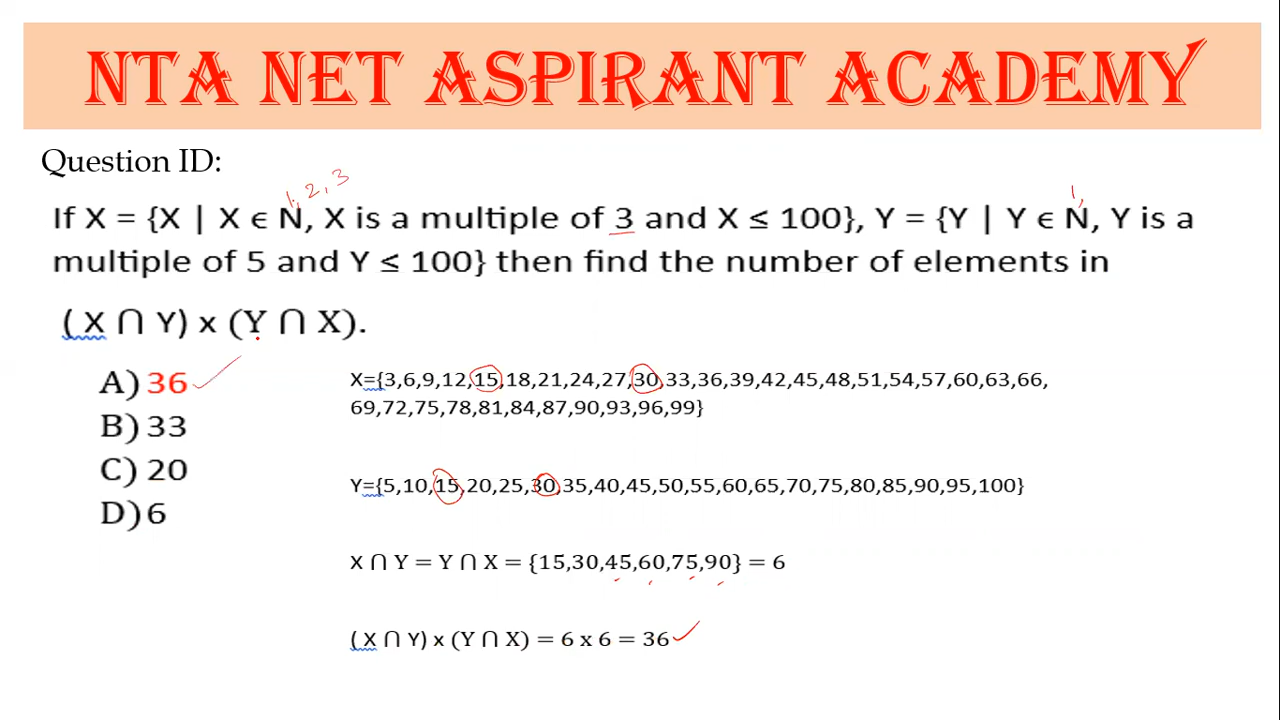 NTA NET ASPIRANT ACADEMY
Question ID:
1, 2, 3
1,
If X = {X | X ϵ N, X is a multiple of 3 and X ≤ 100}, Y = {Y | Y ϵ N, Y is a
multiple of 5 and Y ≤ 100} then find the number of elements in
( X ⋂ Y) x (Y ⋂ X).
A) 36
B) 33
C) 20
D) 6
X={3,6,9,12,15,18,21,24,27,30,33,36,39,42,45,48,51,54,57,60,63,66,
69,72,75,78,81,84,87,90,93,96,99}
Y={5,10,15,20,25,30,35,40,45,50,55,60,65,70,75,80,85,90,95,100}
X ⋂ Y = Y ⋂ X = {15,30,45,60,75,90} = 6
( X ⋂ Y) x (Y ⋂ X) = 6 x 6 = 36